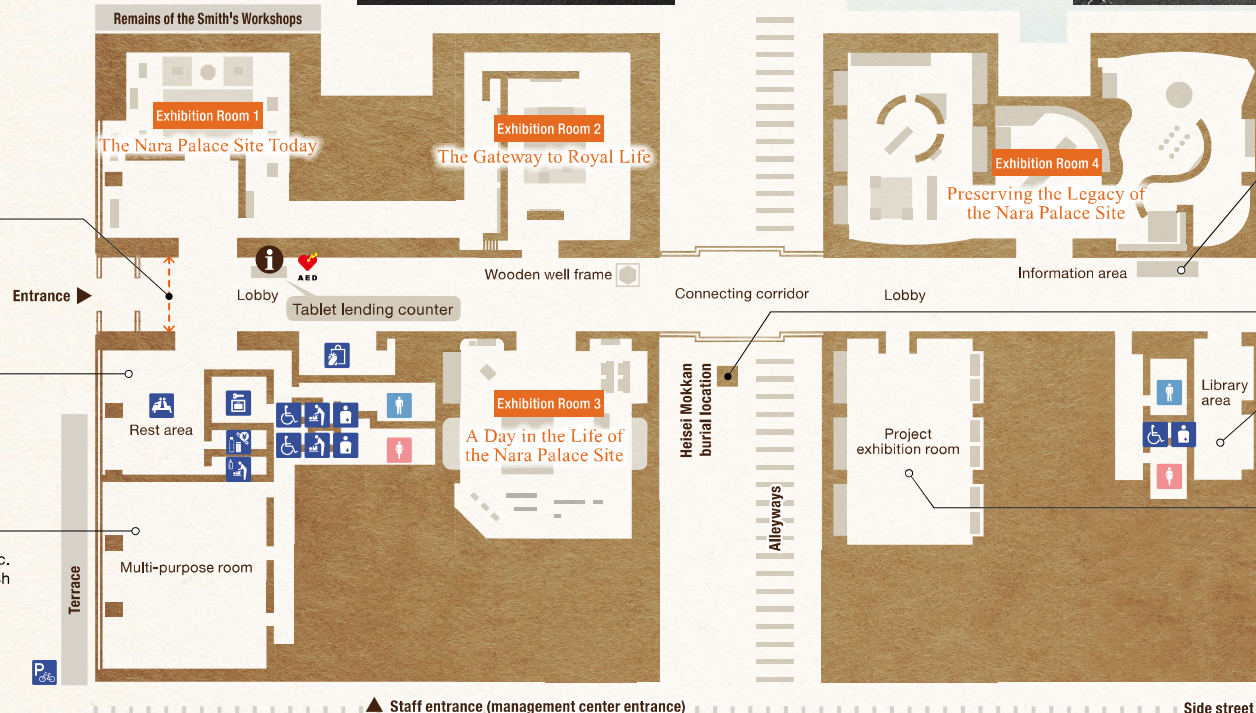 Remains of the Smith's Workshops
Exhibition Room 1
The Nara Palace Site Today
Exhibition Room 2
The Gateway to Royal Life
Exhibition Room 4
Preserving the Legacy of
the Nara Palace Site
i
AED
Wooden well frame
Information area
Entrance
Lobby
Tablet lending counter
Connecting corridor
Lobby
Rest area
Exhibition Room 3
A Day in the Life of
the Nara Palace Site
Heisei Mokkan
burial location
Project
exhibition room
Library
area
Alleyways
c.
sh
Multi-purpose room
Terrace
P
Staff entrance (management center entrance)
Side street